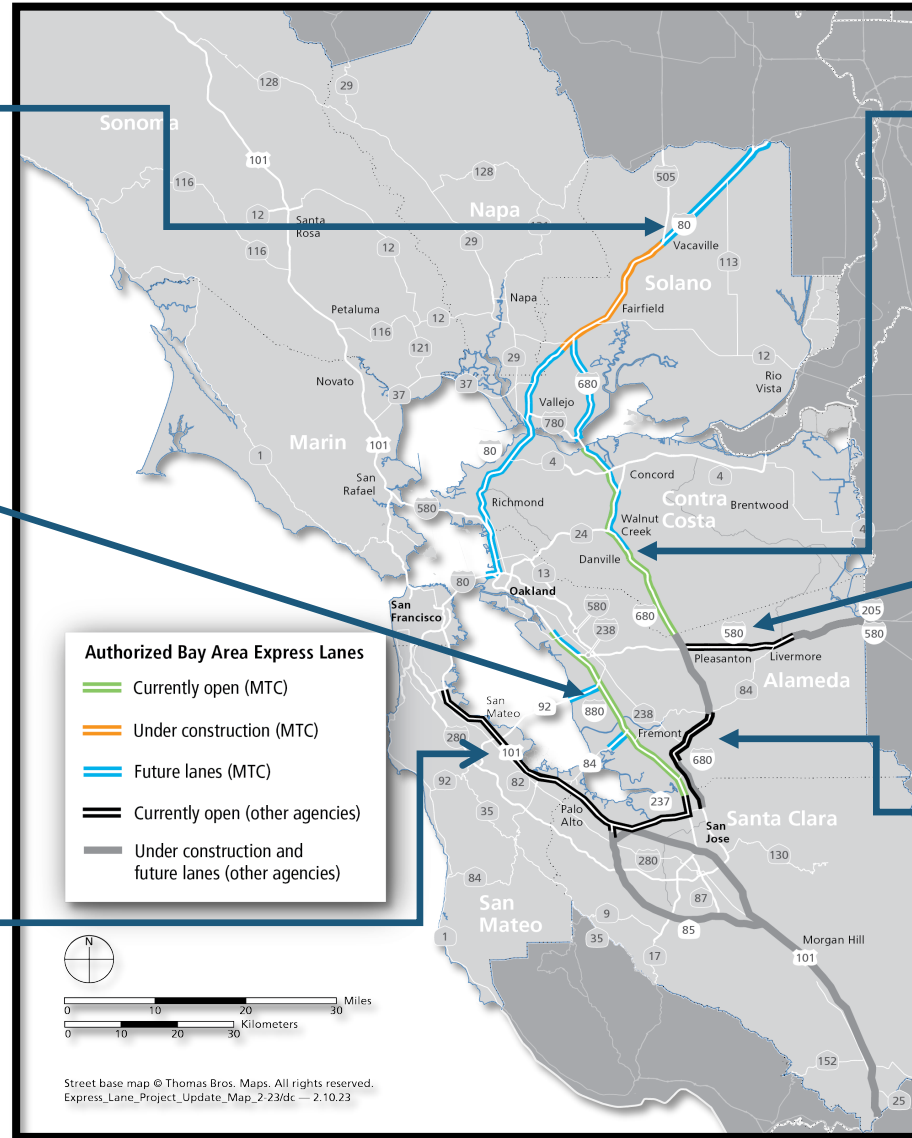 128
29
Sonoma
101
128
505
116
Napa
12
Santa
Rosa
80
Vacaville
116
12
29
113
Solano
Napa
Petaluma
12
Fairfield
116
121
29
12
Rio
Vista
Novato
37
37
680
Vallejo
780
Marin
101
80
1
4
Concord
4
San
Rafael
Contra
Costa
Richmond
Brentwood
580
Walnut
Creek
4
24
Danville
80
13
Oakland
San
Francisco
580
680
205
238
580
580
Authorized Bay Area Express Lanes
Currently open (MTC)
Under construction (MTC)
Future lanes (MTC)
Currently open (other agencies)
Under construction and
future lanes (other agencies)
Pleasanton
Livermore
Alameda
84
San
Mateo
92
880
238
Fremont
280
101
84
680
92
82
237
35
Palo
Alto
San
Jose
Santa Clara
280
130
84
87
San
Mateo
9
85
1
35
17
Morgan Hill
101
N
0 10 20 30 Miles
0 10 20 30 Kilometers
152
25
Street base map © Thomas Bros. Maps. All rights reserved.
Express_Lane_Project_Update_Map_2-23/dc — 2.10.23